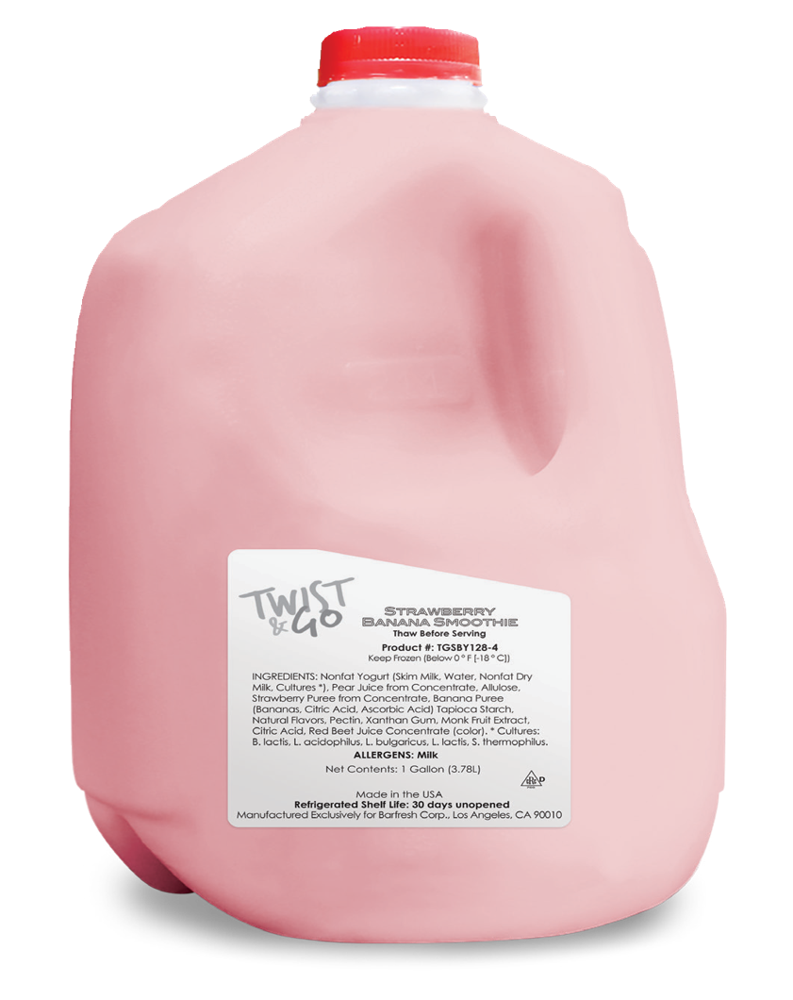 TWIST
& GO
STRAWBERRY
BANANA SMOOTHIE
Thaw Before Serving
Product #: TGSBY128-4
Keep Frozen (Below 0 º F [-18 º C])
INGREDIENTS: Nonfat Yogurt (Skim Milk, Water, Nonfat Dry
Milk, Cultures *), Pear Juice from Concentrate, Allulose,
Strawberry Puree from Concentrate, Banana Puree
(Bananas, Citric Acid, Ascorbic Acid) Tapioca Starch,
Natural Flavors, Pectin, Xanthan Gum, Monk Fruit Extract,
Citric Acid, Red Beet Juice Concentrate (color). * Cultures:
B. lactis, L. acidophilus, L. bulgaricus, L. lactis, S. thermophilus.
ALLERGENS: Milk
Net Contents: 1 Gallon (3.78L)
P
Made in the USA
Refrigerated Shelf Life: 30 days unopened
Manufactured Exclusively for Barfresh Corp., Los Angeles, CA 90010